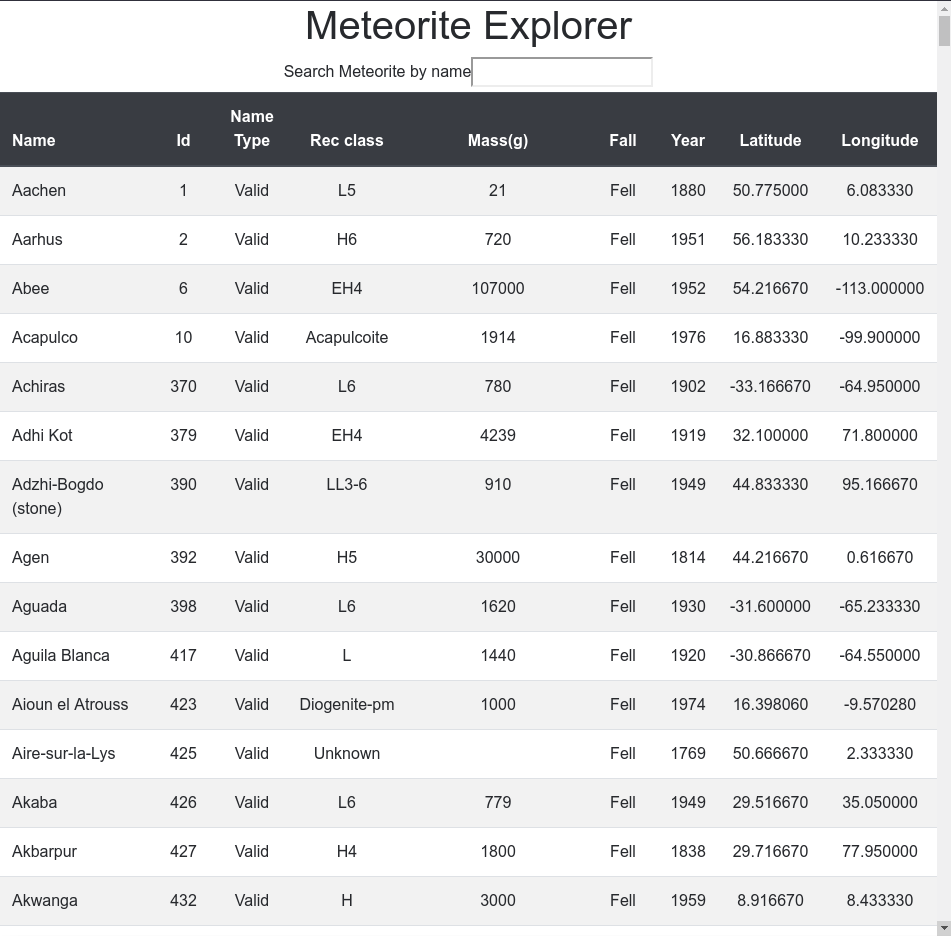 Meteorite Explorer
Search Meteorite by name
Name Id Name Type Rec class Mass(g) Fall Year Latitude Longitude
Aachen 1 Valid L5 21 Fell 1880 50.775000 6.083330
Aarhus 2 Valid H6 720 Fell 1951 56.183330 10.233330
Abee 6 Valid EH4 107000 Fell 1952 54.216670 -113.000000
Acapulco 10 Valid Acapulcoite 1914 Fell 1976 16.883330 -99.900000
Achiras 370 Valid L6 780 Fell 1902 -33.166670 -64.950000
Adhi Kot 379 Valid EH4 4239 Fell 1919 32.100000 71.800000
Adzhi-Bogdo 390 Valid LL3-6 910 Fell 1949 44.833330 95.166670
(stone)
Agen 392 Valid H5 30000 Fell 1814 44.216670 0.616670
Aguada 398 Valid L6 1620 Fell 1930 -31.600000 -65.233330
Aguila Blanca 417 Valid L 1440 Fell 1920 -30.866670 -64.550000
Aioun el Atrouss 423 Valid Diogenite-pm 1000 Fell 1974 16.398060 -9.570280
Aire-sur-la-Lys 425 Valid Unknown Fell 1769 50.666670 2.333330
Akaba 426 Valid L6 779 Fell 1949 29.516670 35.050000
Akbarpur 427 Valid H4 1800 Fell 1838 29.716670 77.950000
Akwanga 432 Valid H 3000 Fell 1959 8.916670 8.433330